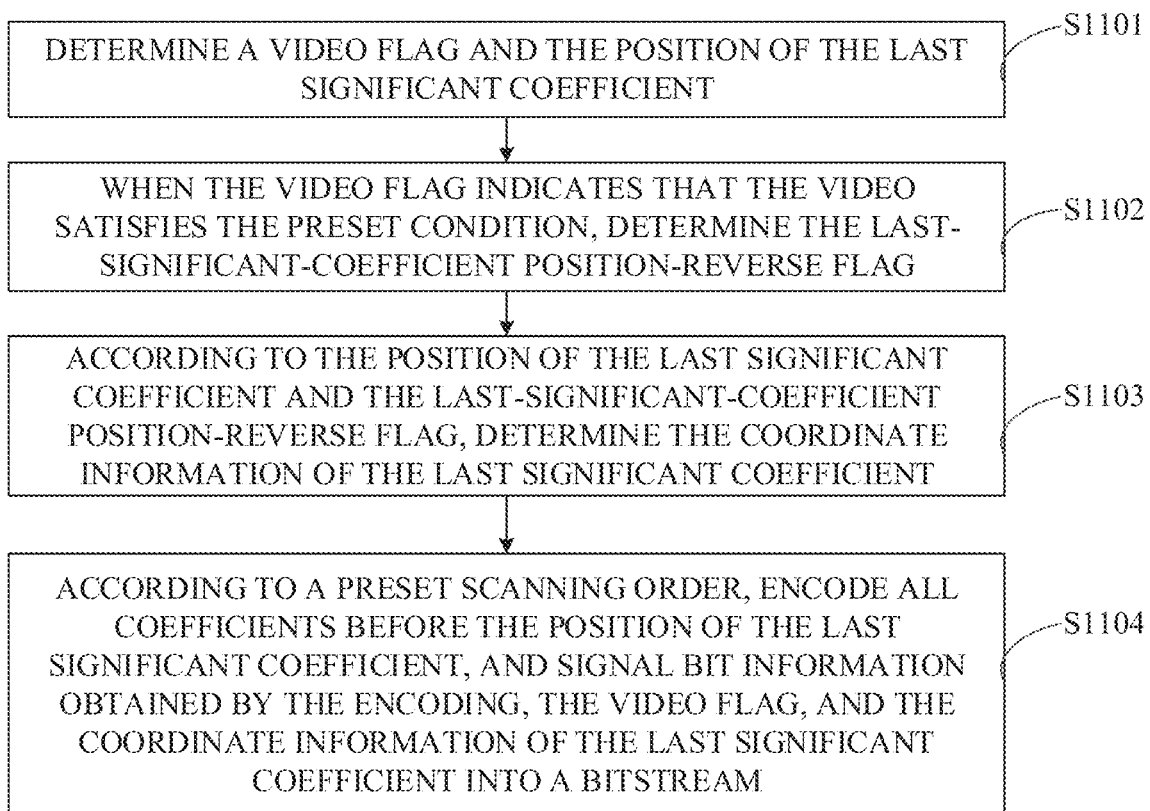 DETERMINE A VIDEO FLAG AND THE POSITION OF THE LAST
SIGNIFICANT COEFFICIENT
S1101
WHEN THE VIDEO FLAG INDICATES THAT THE VIDEO
SATISFIES THE PRESET CONDITION, DETERMINE THE LAST-
SIGNIFICANT-COEFFICIENT POSITION-REVERSE FLAG
S1102
ACCORDING TO THE POSITION OF THE LAST SIGNIFICANT
COEFFICIENT AND THE LAST-SIGNIFICANT-COEFFICIENT
POSITION-REVERSE FLAG, DETERMINE THE COORDINATE
INFORMATION OF THE LAST SIGNIFICANT COEFFICIENT
S1103
ACCORDING TO A PRESET SCANNING ORDER, ENCODE ALL
COEFFICIENTS BEFORE THE POSITION OF THE LAST
SIGNIFICANT COEFFICIENT, AND SIGNAL BIT INFORMATION
OBTAINED BY THE ENCODING, THE VIDEO FLAG, AND THE
COORDINATE INFORMATION OF THE LAST SIGNIFICANT
COEFFICIENT INTO A BITSTREAM
S1104